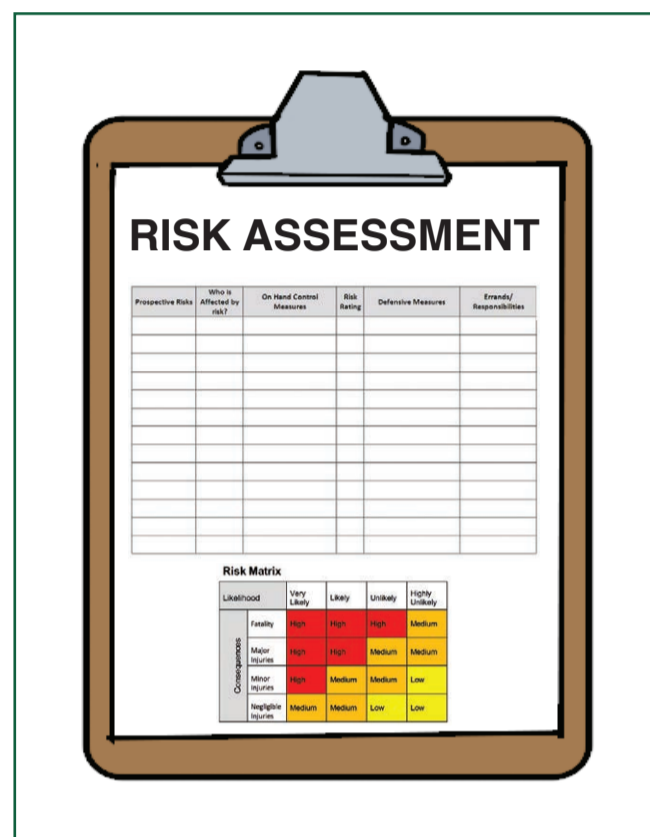 RISK ASSESSMENT
Prospective Risks
Who is
Affected by
risk?
On Hand Control
Measures
Risk
Rating
Defensive Measures
Errands/
Responsibilities
Risk Matrix
Likelihood
Very
Likely
Likely
Unlikely
Highly
Unlikely
Consequences
Fatality
High
High
High
Medium
Major
Injuries
High
High
Medium
Medium
Minor
Injuries
High
Medium
Medium
Low
Negligible
Injuries
Medium
Medium
Low
Low